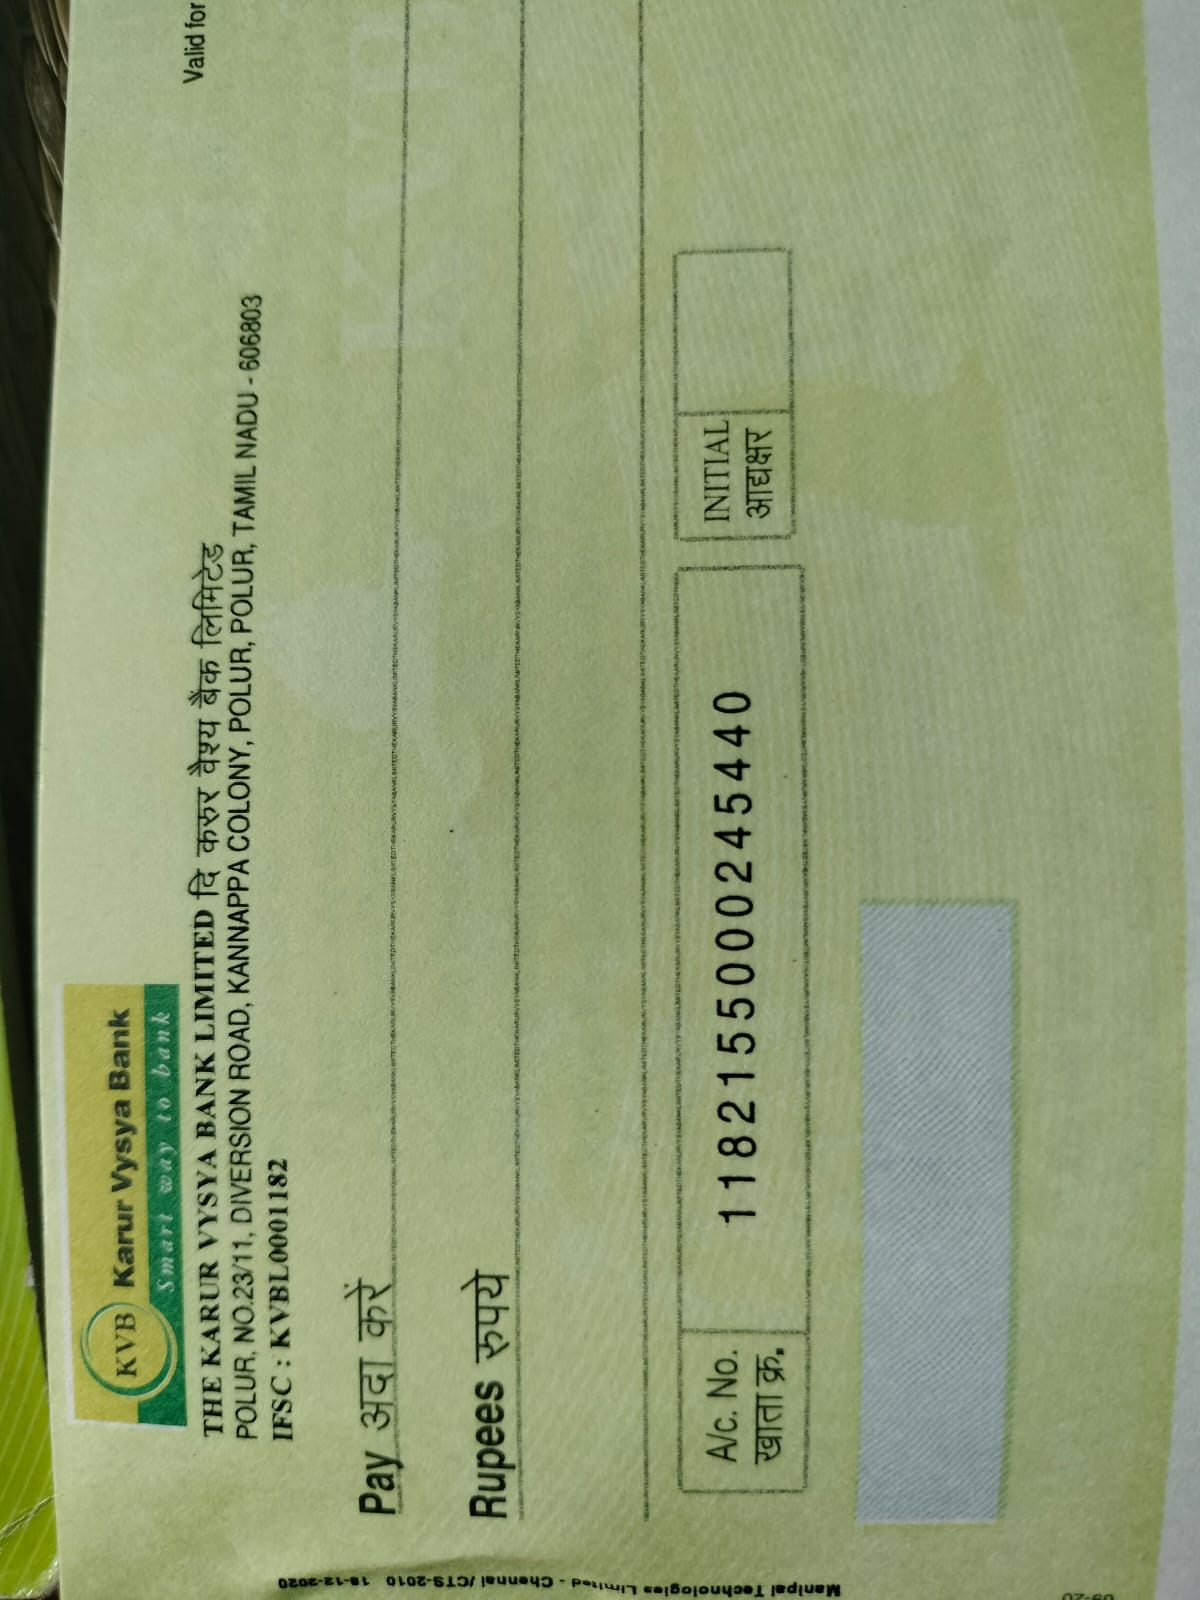 KVB Karur Vysya Bank
Smart way to bank
Valid for
THE KARUR VYSYA BANK LIMITED दि करुर वैश्य बैंक लिमिटेड
POLUR, NO.23/11, DIVERSION ROAD, KANNAPPA COLONY, POLUR, POLUR, TAMIL NADU - 606803
IFSC : KVBL0001182
Pay अदा करें
Rupees रुपये
A/c. No.
खाता क्र.
1182155000245440
INITIAL
आद्यक्षर
Manipal Technologies Limited - Chennai /CTS-2010 18-12-2020
09-20